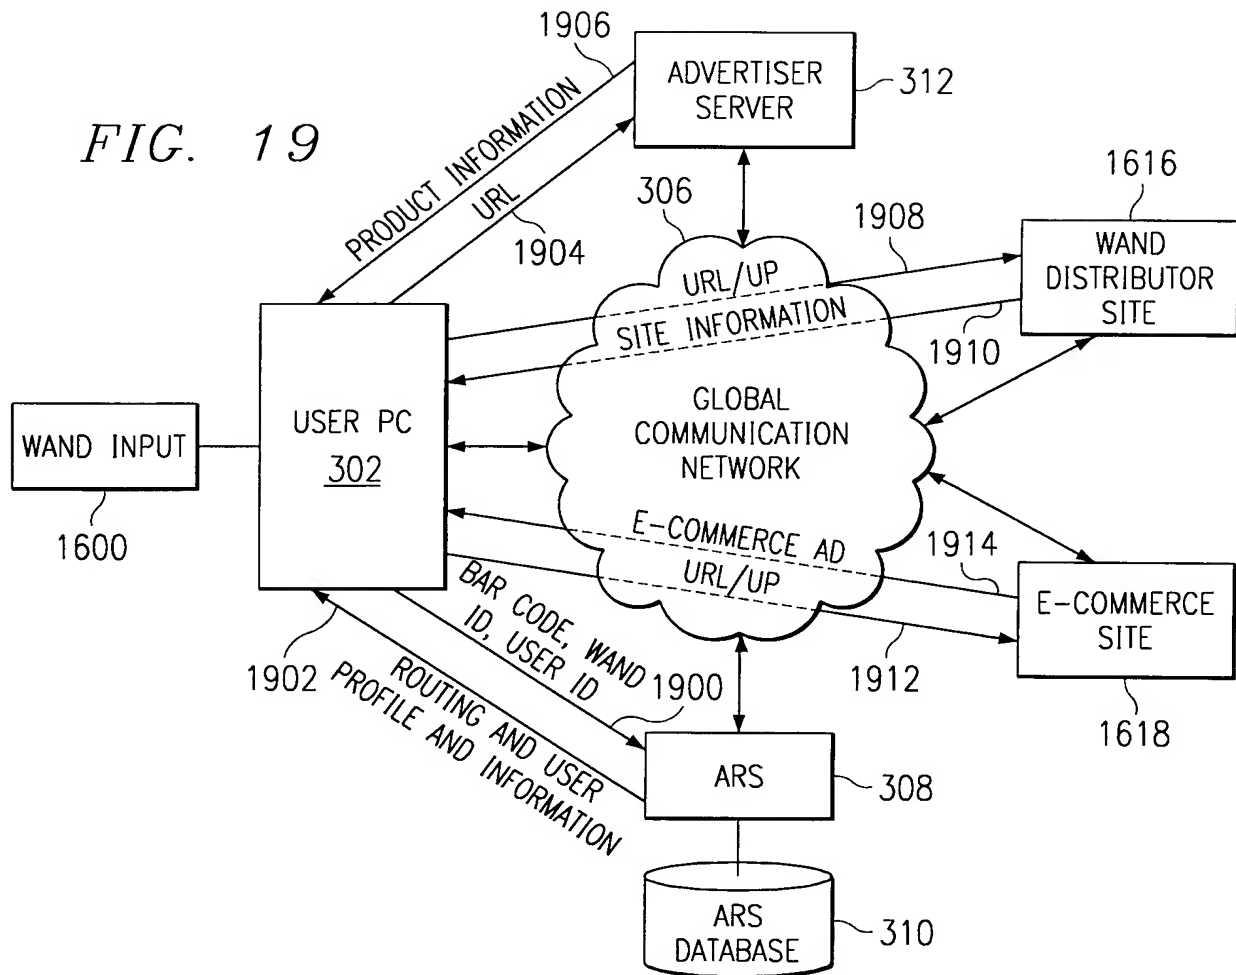 FIG. 19
1906
ADVERTISER
SERVER
312
PRODUCT INFORMATION
URL
1904
306
1908
1616
WAND
DISTRIBUTOR
SITE
URL/UP
SITE INFORMATION
1910
WAND INPUT
1600
USER PC
302
GLOBAL
COMMUNICATION
NETWORK
E-COMMERCE AD
URL/UP
1914
1912
E-COMMERCE
SITE
1618
BAR CODE, WAND
ID, USER ID
1900
1902
ROUTING AND USER
PROFILE AND INFORMATION
ARS
308
ARS
DATABASE
310